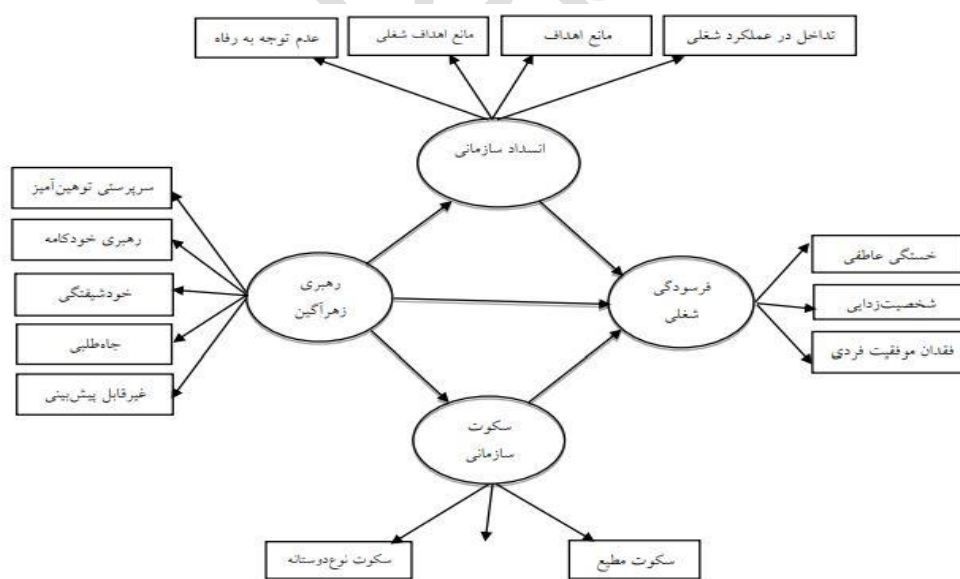 عدم توجه به رفاه
مانع اهداف شغلی
مانع اهداف
تداخل در عملکرد شغلی
انسداد سازمانی
سرپرستی توهین‌آمیز
رهبری خودکامه
خودشیفتگی
جاه‌طلبی
غیرقابل پیش‌بینی
رهبری
زهرآگین
فرسودگی
شغلی
خستگی عاطفی
شخصیت‌زدایی
فقدان موفقیت فردی
سکوت
سازمانی
سکوت نوع‌دوستانه
سکوت مطیع